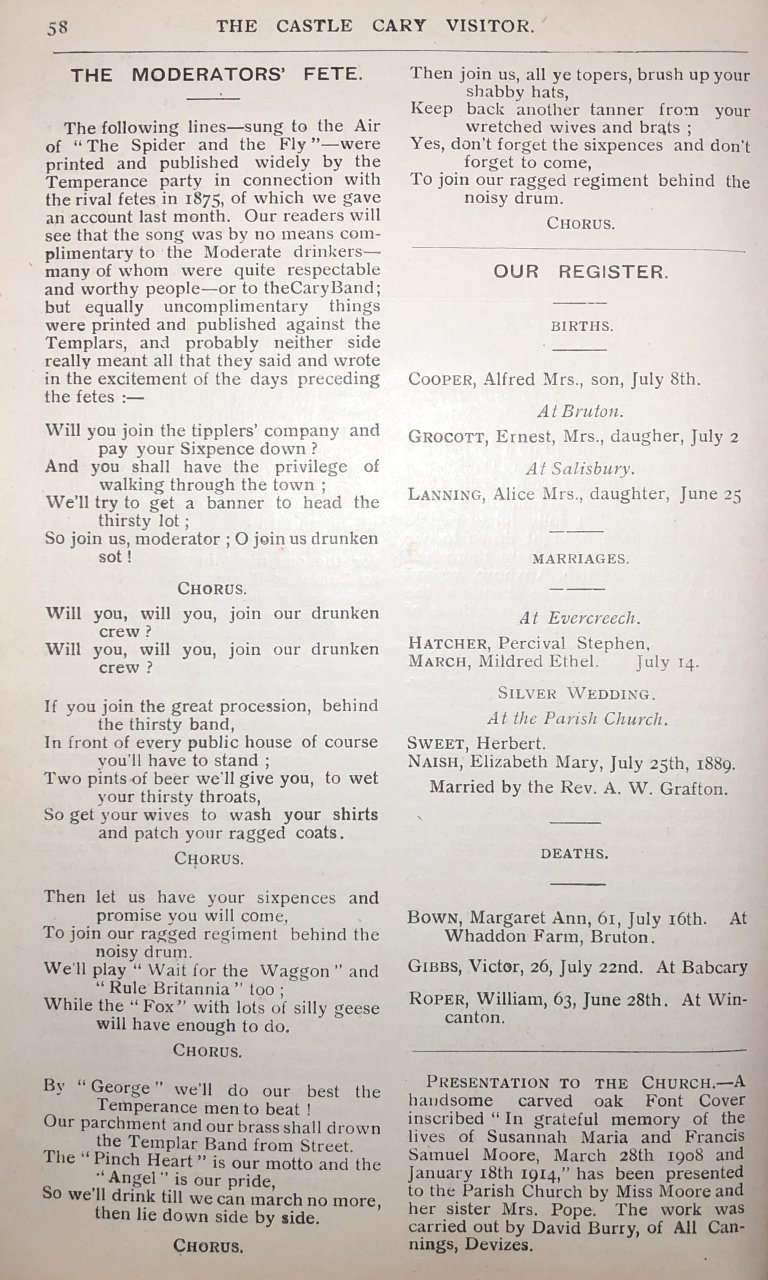 58
THE CASTLE CARY VISITOR.
THE MODERATORS' FETE.
The following lines—sung to the Air
of "The Spider and the Fly"—were
printed and published widely by the
Temperance party in connection with
the rival fetes in 1875, of which we gave
an account last month. Our readers will
see that the song was by no means com-
plimentary to the Moderate drinkers—
many of whom were quite respectable
and worthy people—or to theCaryBand;
but equally uncomplimentary things
were printed and published against the
Templars, and probably neither side
really meant all that they said and wrote
in the excitement of the days preceding
the fetes :—
Will you join the tipplers' company and
pay your Sixpence down ?
And you shall have the privilege of
walking through the town ;
We'll try to get a banner to head the
thirsty lot ;
So join us, moderator ; O join us drunken
sot !
CHORUS.
Will you, will you, join our drunken
crew ?
Will you, will you, join our drunken
crew ?
If you join the great procession, behind
the thirsty band,
In front of every public house of course
you'll have to stand ;
Two pints of beer we'll give you, to wet
your thirsty throats,
So get your wives to wash your shirts
and patch your ragged coats.
CHORUS.
Then let us have your sixpences and
promise you will come,
To join our ragged regiment behind the
noisy drum.
We'll play "Wait for the Waggon" and
"Rule Britannia" too ;
While the "Fox" with lots of silly geese
will have enough to do.
CHORUS.
By "George" we'll do our best the
Temperance men to beat !
Our parchment and our brass shall drown
the Templar Band from Street.
The "Pinch Heart" is our motto and the
"Angel" is our pride,
So we'll drink till we can march no more,
then lie down side by side.
CHORUS.
Then join us, all ye topers, brush up your
shabby hats,
Keep back another tanner from your
wretched wives and brats ;
Yes, don't forget the sixpences and don't
forget to come,
To join our ragged regiment behind the
noisy drum.
CHORUS.
OUR REGISTER.
BIRTHS.
COOPER, Alfred Mrs., son, July 8th.
At Bruton.
GROCOTT, Ernest, Mrs., daugher, July 2
At Salisbury.
LANNING, Alice Mrs., daughter, June 25
MARRIAGES.
At Evercreech.
HATCHER, Percival Stephen,
MARCH, Mildred Ethel. July 14.
SILVER WEDDING.
At the Parish Church.
SWEET, Herbert.
NAISH, Elizabeth Mary, July 25th, 1889.
Married by the Rev. A. W. Grafton.
DEATHS.
BOWN, Margaret Ann, 61, July 16th. At
Whaddon Farm, Bruton.
GIBBS, Victor, 26, July 22nd. At Babcary
ROPER, William, 63, June 28th. At Win-
canton.
PRESENTATION TO THE CHURCH.—A
handsome carved oak Font Cover
inscribed "In grateful memory of the
lives of Susannah Maria and Francis
Samuel Moore, March 28th 1908 and
January 18th 1914," has been presented
to the Parish Church by Miss Moore and
her sister Mrs. Pope. The work was
carried out by David Burry, of All Can-
nings, Devizes.